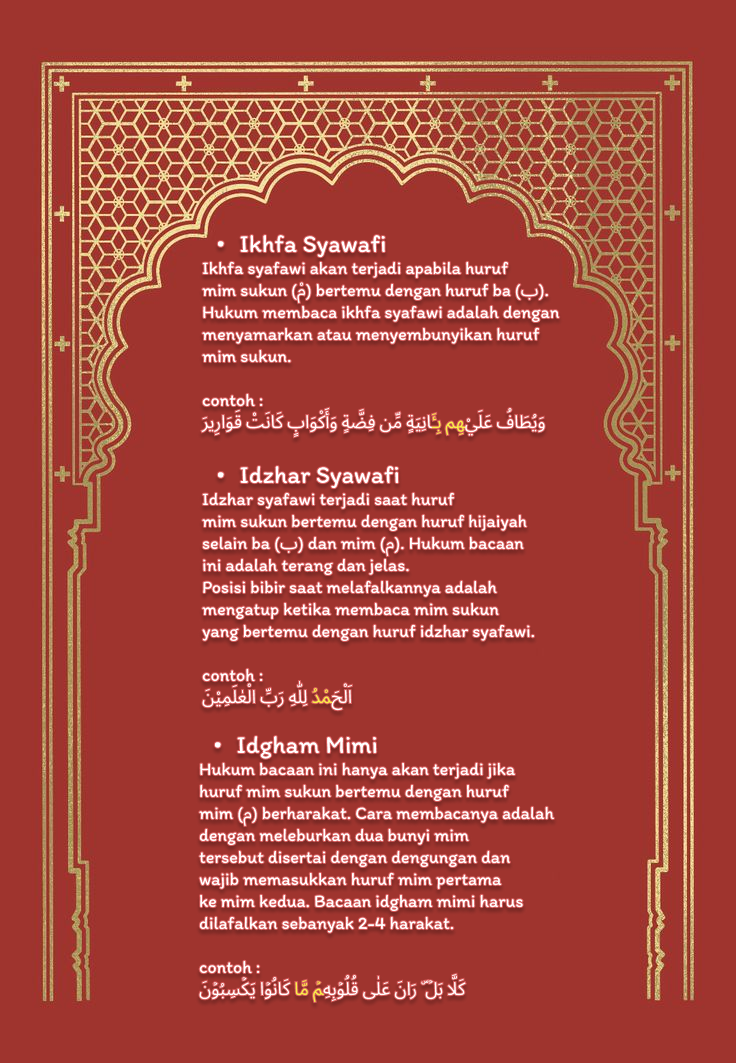 • Ikhfa Syawafi
Ikhfa syafawi akan terjadi apabila huruf
mim sukun (مْ) bertemu dengan huruf ba (ب).
Hukum membaca ikhfa syafawi adalah dengan
menyamarkan atau menyembunyikan huruf
mim sukun.
contoh :
وَيُطَافُ عَلَيْهِم بِـَٔانِيَةٍ مِّن فِضَّةٍ وَأَكْوَابٍ كَانَتْ قَوَارِيرَ
• Idzhar Syawafi
Idzhar syafawi terjadi saat huruf
mim sukun bertemu dengan huruf hijaiyah
selain ba (ب) dan mim (م). Hukum bacaan
ini adalah terang dan jelas.
Posisi bibir saat melafalkannya adalah
mengatup ketika membaca mim sukun
yang bertemu dengan huruf idzhar syafawi.
contoh :
اَلْحَمْدُ لِلّٰهِ رَبِّ الْعٰلَمِيْنَ
• Idgham Mimi
Hukum bacaan ini hanya akan terjadi jika
huruf mim sukun bertemu dengan huruf
mim (م) berharakat. Cara membacanya adalah
dengan meleburkan dua bunyi mim
tersebut disertai dengan dengungan dan
wajib memasukkan huruf mim pertama
ke mim kedua. Bacaan idgham mimi harus
dilafalkan sebanyak 2-4 harakat.
contoh :
كَلَّا بَلْ ۜ رَانَ عَلٰى قُلُوْبِهِمْ مَّا كَانُوْا يَكْسِبُوْنَ